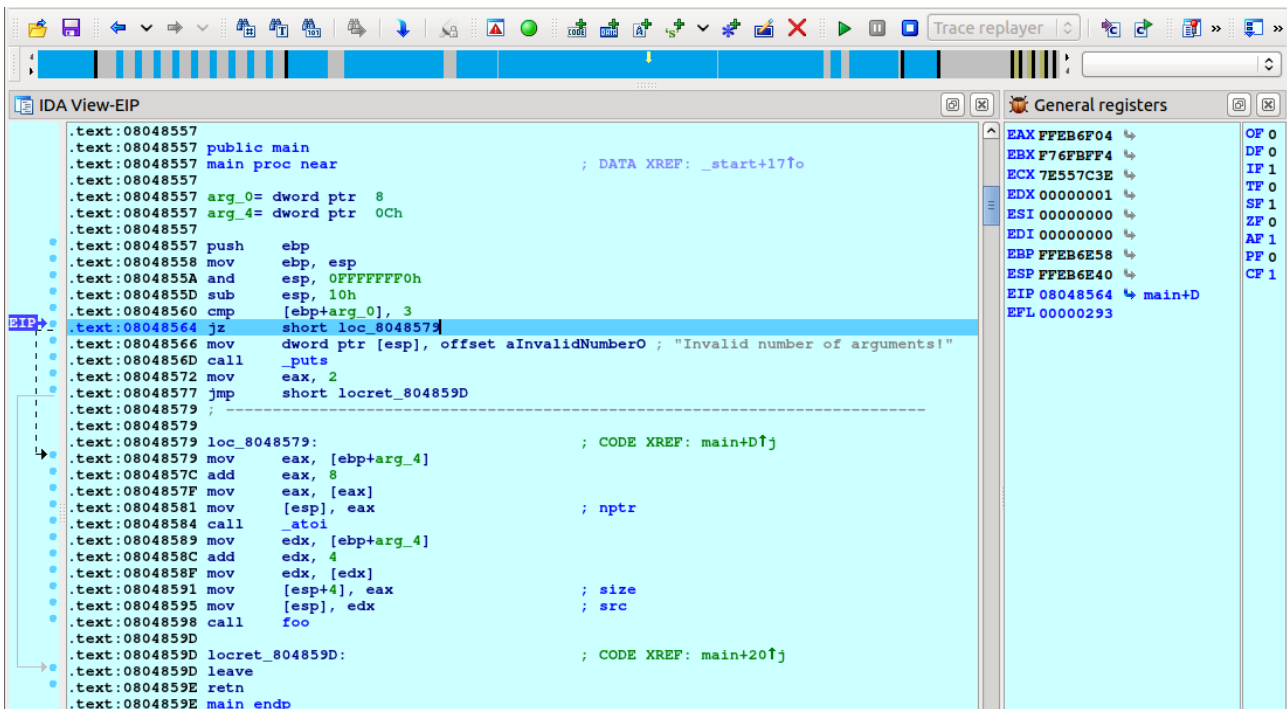 Trace replayer
IDA View-EIP
General registers
.text:08048557
.text:08048557 public main
.text:08048557 main proc near ; DATA XREF: _start+17↑o
.text:08048557
.text:08048557 arg_0= dword ptr 8
.text:08048557 arg_4= dword ptr 0Ch
.text:08048557
.text:08048557 push ebp
.text:08048558 mov ebp, esp
.text:0804855A and esp, 0FFFFFFF0h
.text:0804855D sub esp, 10h
.text:08048560 cmp [ebp+arg_0], 3
EIP .text:08048564 jz short loc_8048579
.text:08048566 mov dword ptr [esp], offset aInvalidNumberO ; "Invalid number of arguments!"
.text:0804856D call _puts
.text:08048572 mov eax, 2
.text:08048577 jmp short locret_804859D
.text:08048579 ; ---------------------------------------------------------------------------
.text:08048579
.text:08048579 loc_8048579: ; CODE XREF: main+D↑j
.text:08048579 mov eax, [ebp+arg_4]
.text:0804857C add eax, 8
.text:0804857F mov eax, [eax]
.text:08048581 mov [esp], eax ; nptr
.text:08048584 call _atoi
.text:08048589 mov edx, [ebp+arg_4]
.text:0804858C add edx, 4
.text:0804858F mov edx, [edx]
.text:08048591 mov [esp+4], eax ; size
.text:08048595 mov [esp], edx ; src
.text:08048598 call foo
.text:0804859D
.text:0804859D locret_804859D: ; CODE XREF: main+20↑j
.text:0804859D leave
.text:0804859E retn
.text:0804859E main endp
EAX FFEB6F04
EBX F76FBFF4
ECX 7E557C3E
EDX 00000001
ESI 00000000
EDI 00000000
EBP FFEB6E58
ESP FFEB6E40
EIP 08048564 main+D
EFL 00000293
OF 0
DF 0
IF 1
TF 0
SF 1
ZF 0
AF 1
PF 0
CF 1